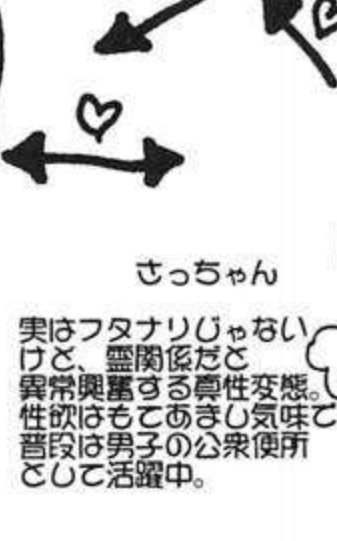 さっちゃん
実はフタナリじゃない
けど、霊関係だと
異常興奮する真性変態。
性欲はもてあまし気味で
普段は男子の公衆便所
として活躍中。